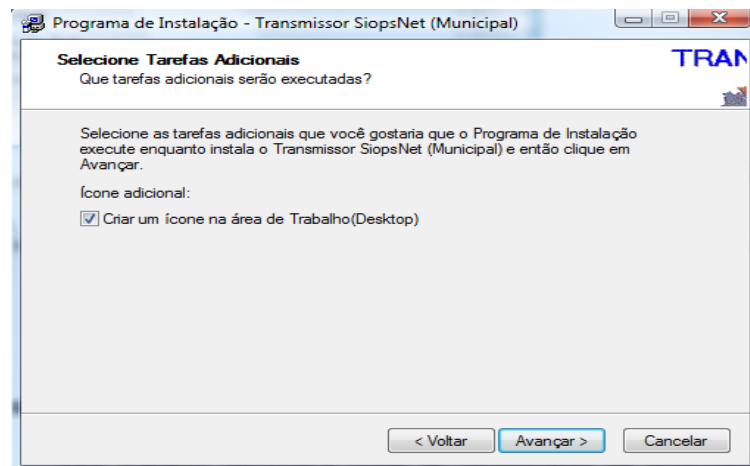 Programa de Instalação - Transmissor SiopsNet (Municipal)
Selecione Tarefas Adicionais
Que tarefas adicionais serão executadas?
TRAN
Selecione as tarefas adicionais que você gostaria que o Programa de Instalação
execute enquanto instala o Transmissor SiopsNet (Municipal) e então clique em
Avançar.
Ícone adicional:
Criar um ícone na área de Trabalho(Desktop)
< Voltar
Avançar >
Cancelar